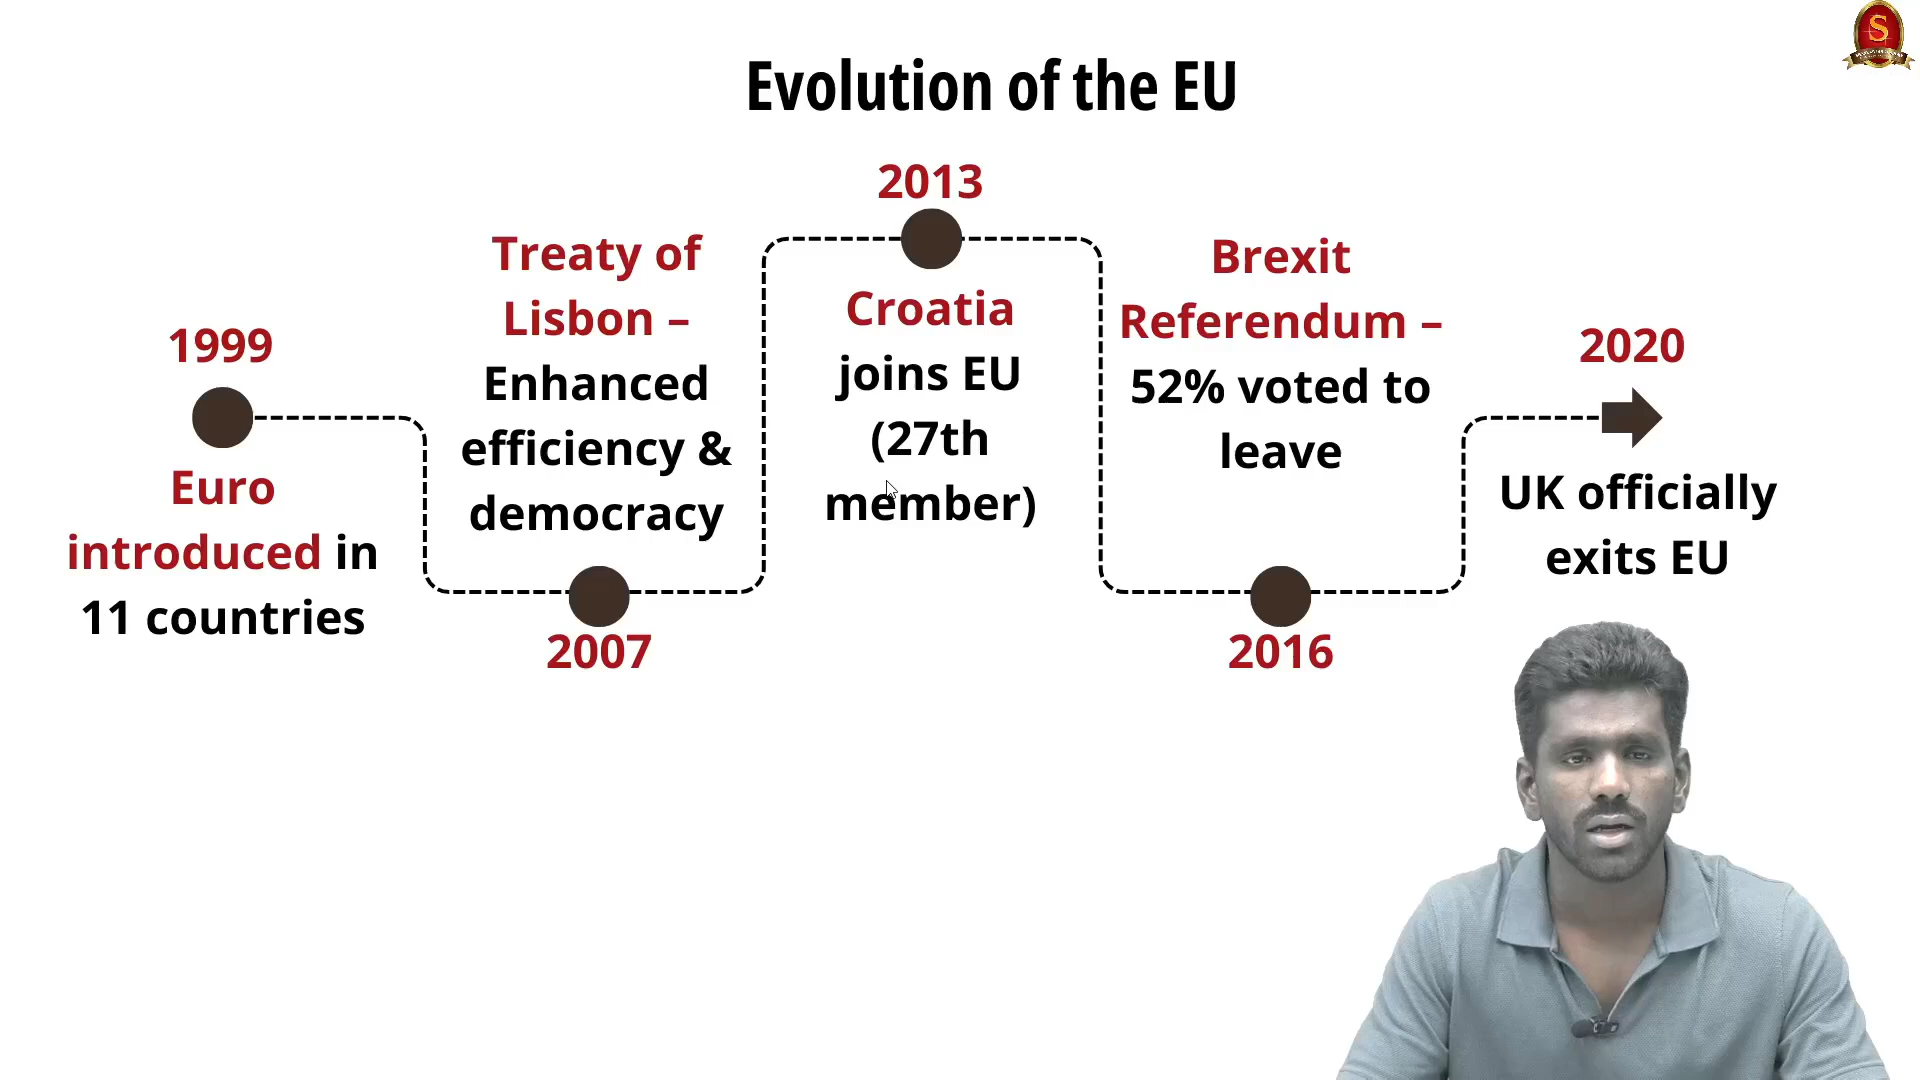 Evolution of the EU
1999
Euro
introduced in
11 countries
Treaty of
Lisbon –
Enhanced
efficiency &
democracy
2007
2013
Croatia
joins EU
(27th
member)
Brexit
Referendum –
52% voted to
leave
2016
2020
UK officially
exits EU
S